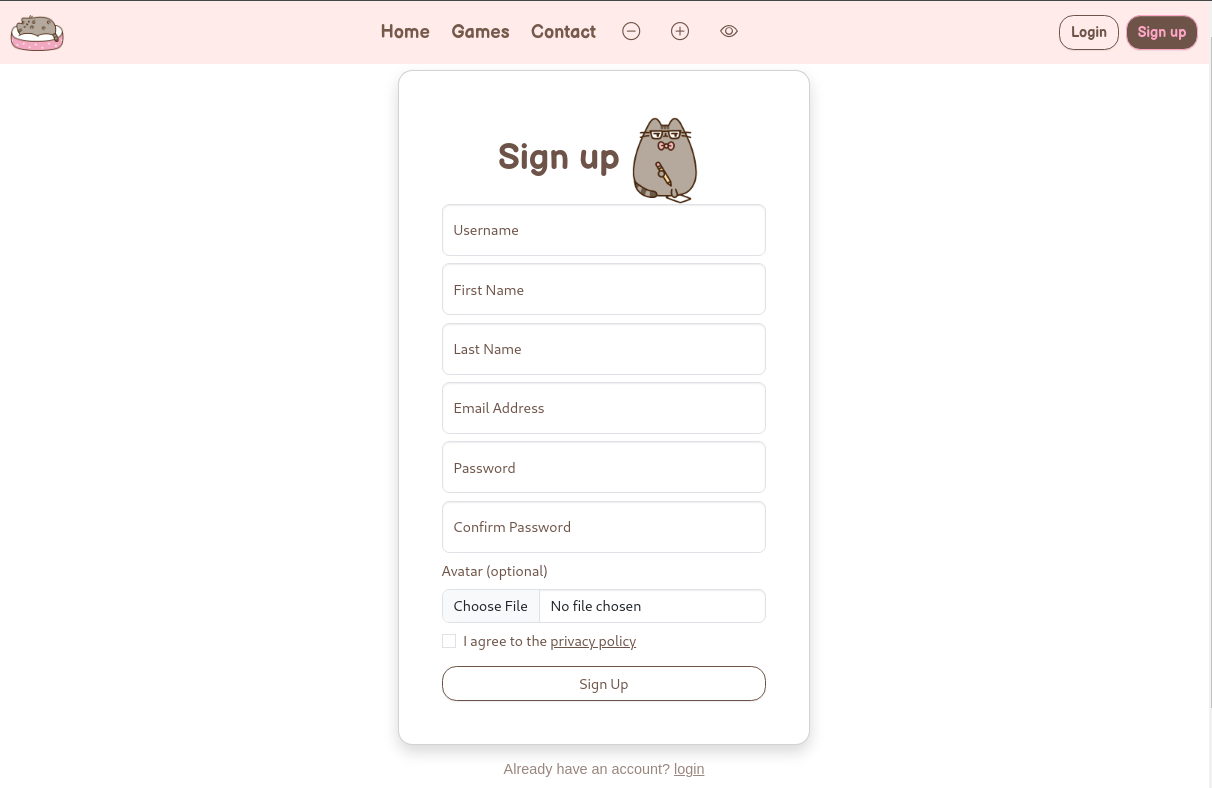 Home Games Contact Login Sign up
Sign up
Username
First Name
Last Name
Email Address
Password
Confirm Password
Avatar (optional)
Choose File No file chosen
I agree to the privacy policy
Sign Up
Already have an account? login